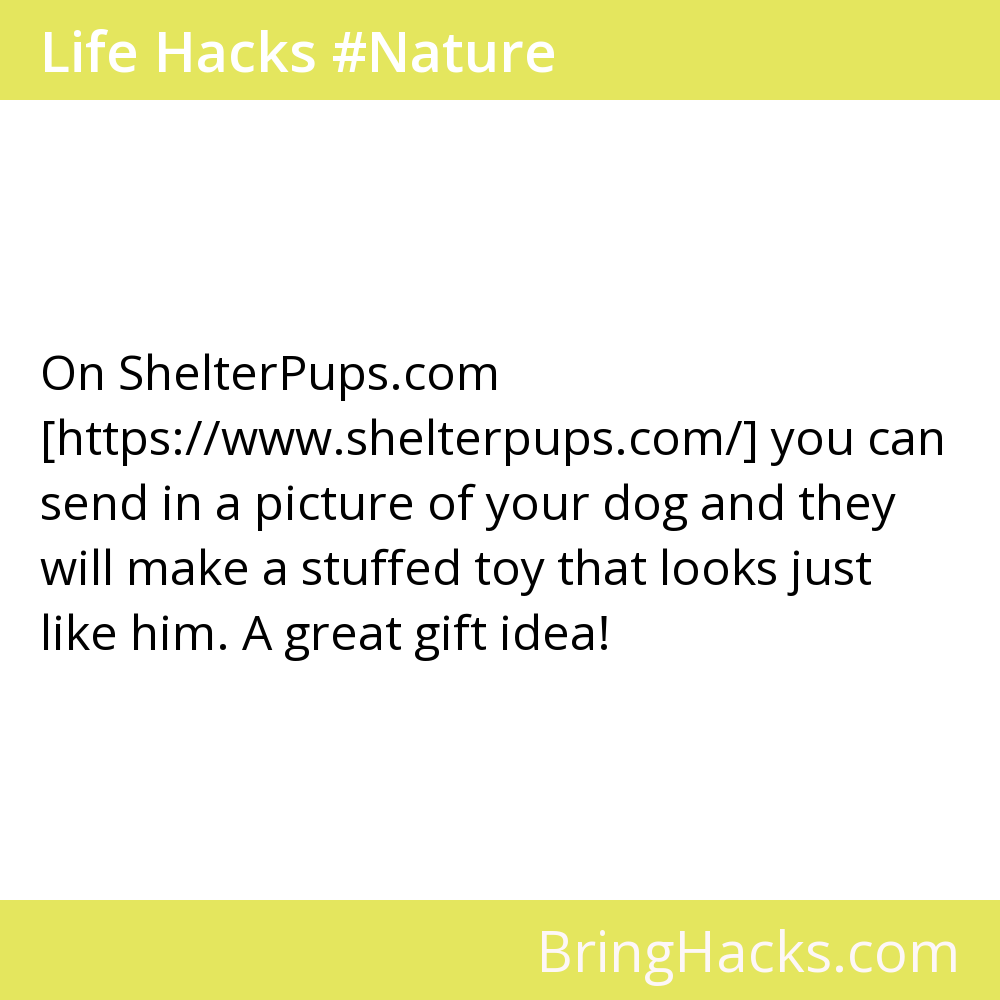 Life Hacks #Nature
On ShelterPups.com
[https://www.shelterpups.com/] you can
send in a picture of your dog and they
will make a stuffed toy that looks just
like him. A great gift idea!
BringHacks.com